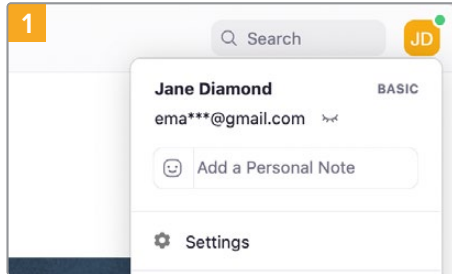 1
Search
JD
Jane Diamond
BASIC
ema***@gmail.com
Add a Personal Note
Settings